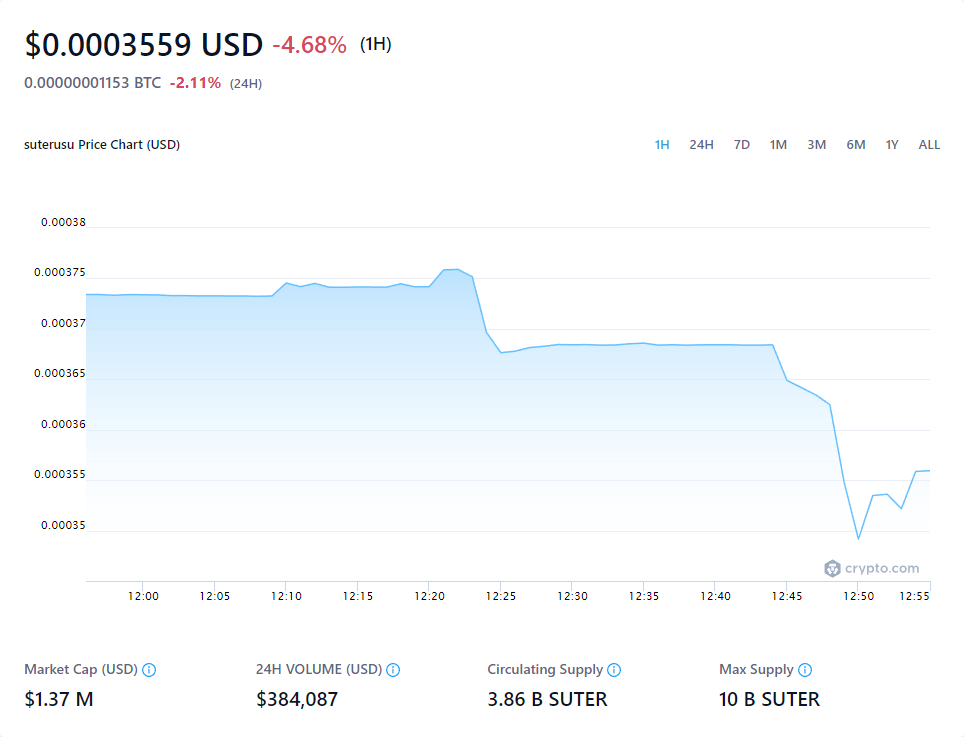 $0.0003559 USD -4.68% (1H)
0.00000001153 BTC -2.11% (24H)
suterusu Price Chart (USD) 1H 24H 7D 1M 3M 6M 1Y ALL
0.00038
0.000375
0.00037
0.000365
0.00036
0.000355
0.00035
crypto.com
12:00 12:05 12:10 12:15 12:20 12:25 12:30 12:35 12:40 12:45 12:50 12:55
Market Cap (USD) 24H VOLUME (USD) Circulating Supply Max Supply
$1.37 M $384,087 3.86 B SUTER 10 B SUTER